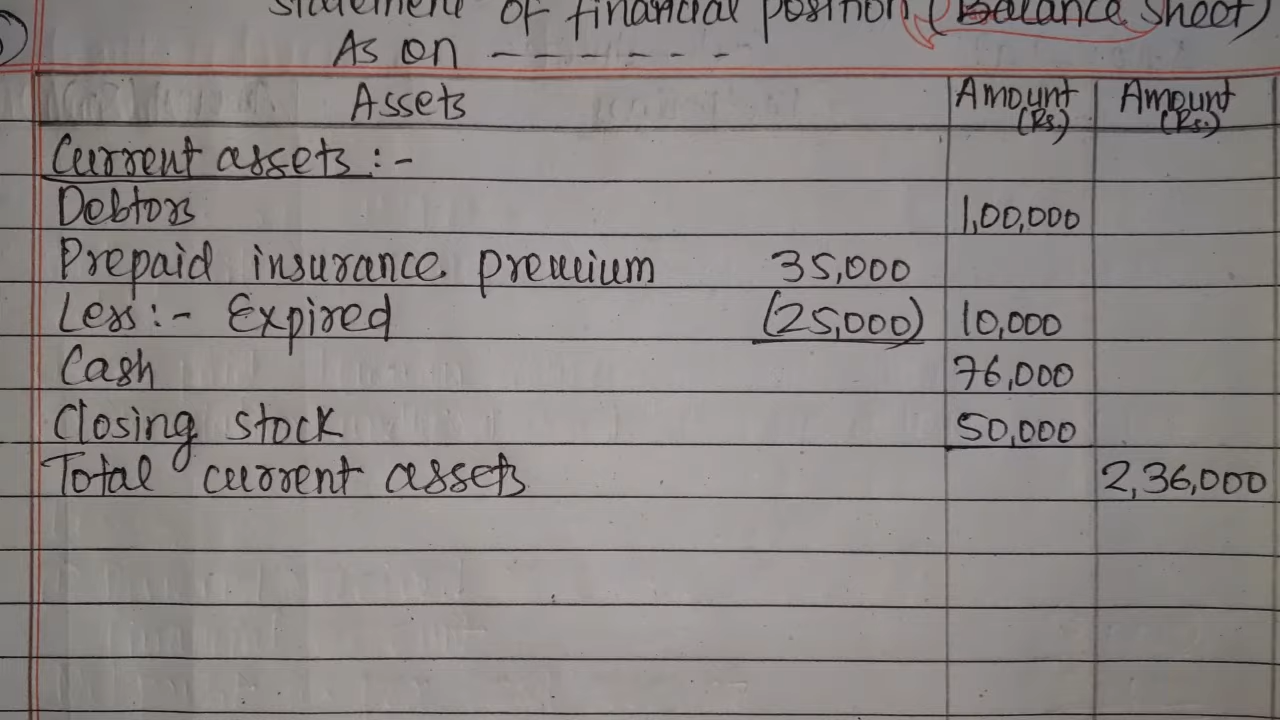 Statement of financial position (Balance sheet)
As on - - - - - - -
Assets Amount (Rs.) Amount (Rs.)
Current assets :-
Debtors 1,00,000
Prepaid insurance premium 35,000
Less :- Expired (25,000) 10,000
Cash 76,000
Closing stock 50,000
Total current assets 2,36,000